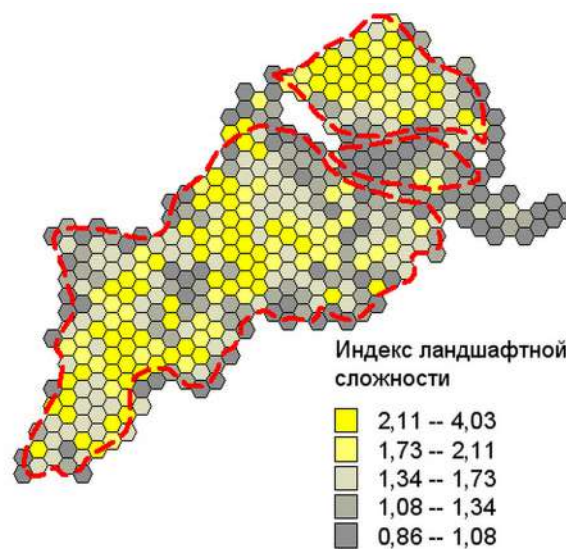 Индекс ландшафтной
сложности
2,11 -- 4,03
1,73 -- 2,11
1,34 -- 1,73
1,08 -- 1,34
0,86 -- 1,08